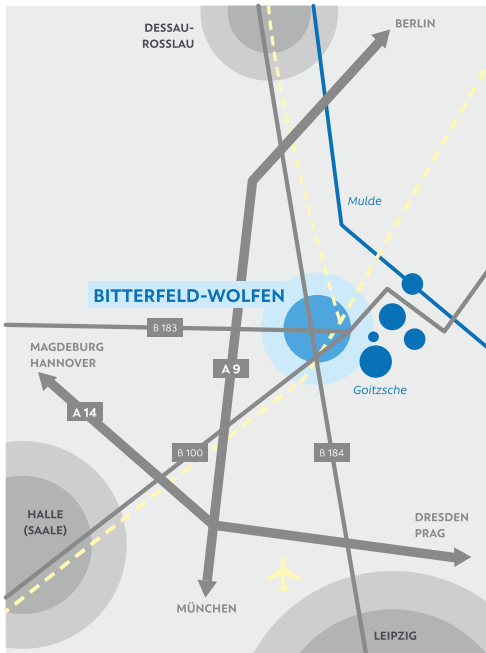 DESSAU-
ROSSLAU
BERLIN
Mulde
BITTERFELD-WOLFEN
B 183
MAGDEBURG
HANNOVER
A 9
Goitzsche
A 14
B 100
B 184
HALLE
(SAALE)
DRESDEN
PRAG
MÜNCHEN
LEIPZIG